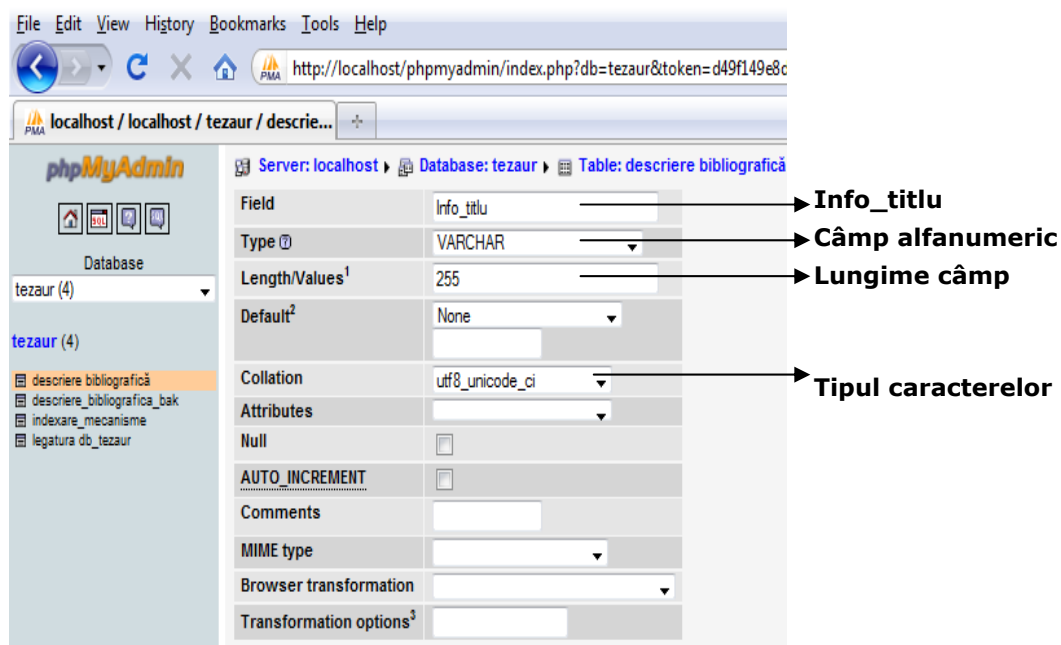 File Edit View History Bookmarks Tools Help
PMA http://localhost/phpmyadmin/index.php?db=tezaur&token=d49f149e8c
PMA localhost / localhost / tezaur / descrie...
phpMyAdmin
SQL
Database
tezaur (4)
tezaur (4)
descriere bibliografică
descriere_bibliografica_bak
indexare_mecanisme
legatura db_tezaur
Server: localhost Database: tezaur Table: descriere bibliografică
Field Info_titlu
Type VARCHAR
Length/Values1 255
Default2 None
Collation utf8_unicode_ci
Attributes
Null
AUTO_INCREMENT
Comments
MIME type
Browser transformation
Transformation options3
Info_titlu
Câmp alfanumeric
Lungime câmp
Tipul caracterelor